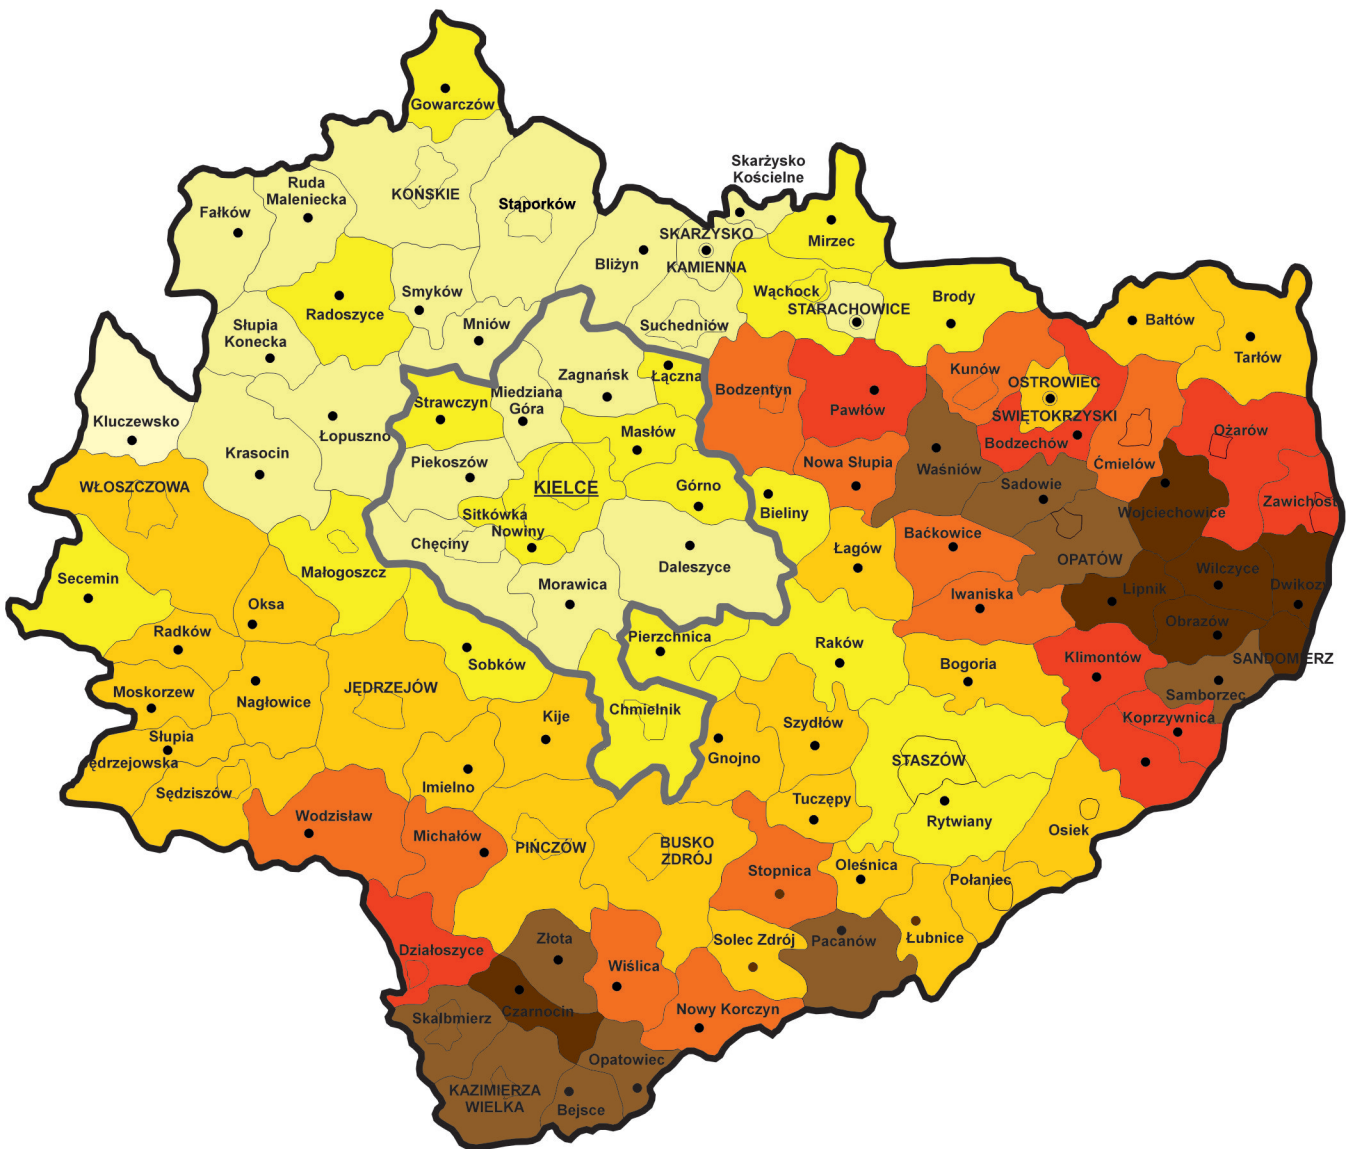 Gowarczów
Skarżysko
Kościelne
Ruda
Maleniecka
KOŃSKIE
Stąporków
Fałków
SKARŻYSKO
KAMIENNA
Mirzec
Bliżyn
Smyków
Radoszyce
Wąchock
STARACHOWICE
Brody
Bałtów
Słupia
Konecka
Mniów
Suchedniów
Tarłów
Zagnańsk
Łączna
Bodzentyn
Kunów
OSTROWIEC
ŚWIĘTOKRZYSKI
Miedziana
Góra
Strawczyn
Pawłów
Kluczewsko
Łopuszno
Masłów
Bodzechów
Ożarów
Krasocin
Piekoszów
Nowa Słupia
Waśniów
Ćmielów
WŁOSZCZOWA
KIELCE
Górno
Sadowie
Zawichost
Sitkówka
Nowiny
Bieliny
Wojciechowice
Chęciny
Baćkowice
Łagów
OPATÓW
Małogoszcz
Daleszyce
Secemin
Morawica
Iwaniska
Lipnik
Wilczyce
Dwikozy
Oksa
Obrazów
Radków
Pierzchnica
Raków
Sobków
Bogoria
Klimontów
SANDOMIERZ
Moskorzew
Nagłowice
JĘDRZEJÓW
Samborzec
Chmielnik
Kije
Szydłów
Koprzywnica
Słupia
Jędrzejowska
Gnojno
STASZÓW
Sędziszów
Imielno
Tuczępy
Rytwiany
Osiek
Wodzisław
Michałów
PIŃCZÓW
BUSKO
ZDRÓJ
Stopnica
Oleśnica
Połaniec
Działoszyce
Złota
Solec Zdrój
Pacanów
Łubnice
Wiślica
Czarnocin
Nowy Korczyn
Skalbmierz
Opatowiec
KAZIMIERZA
WIELKA
Bejsce